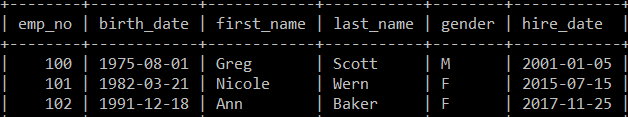 emp_no | birth_date | first_name | last_name | gender | hire_date
100 | 1975-08-01 | Greg | Scott | M | 2001-01-05
101 | 1982-03-21 | Nicole | Wern | F | 2015-07-15
102 | 1991-12-18 | Ann | Baker | F | 2017-11-25